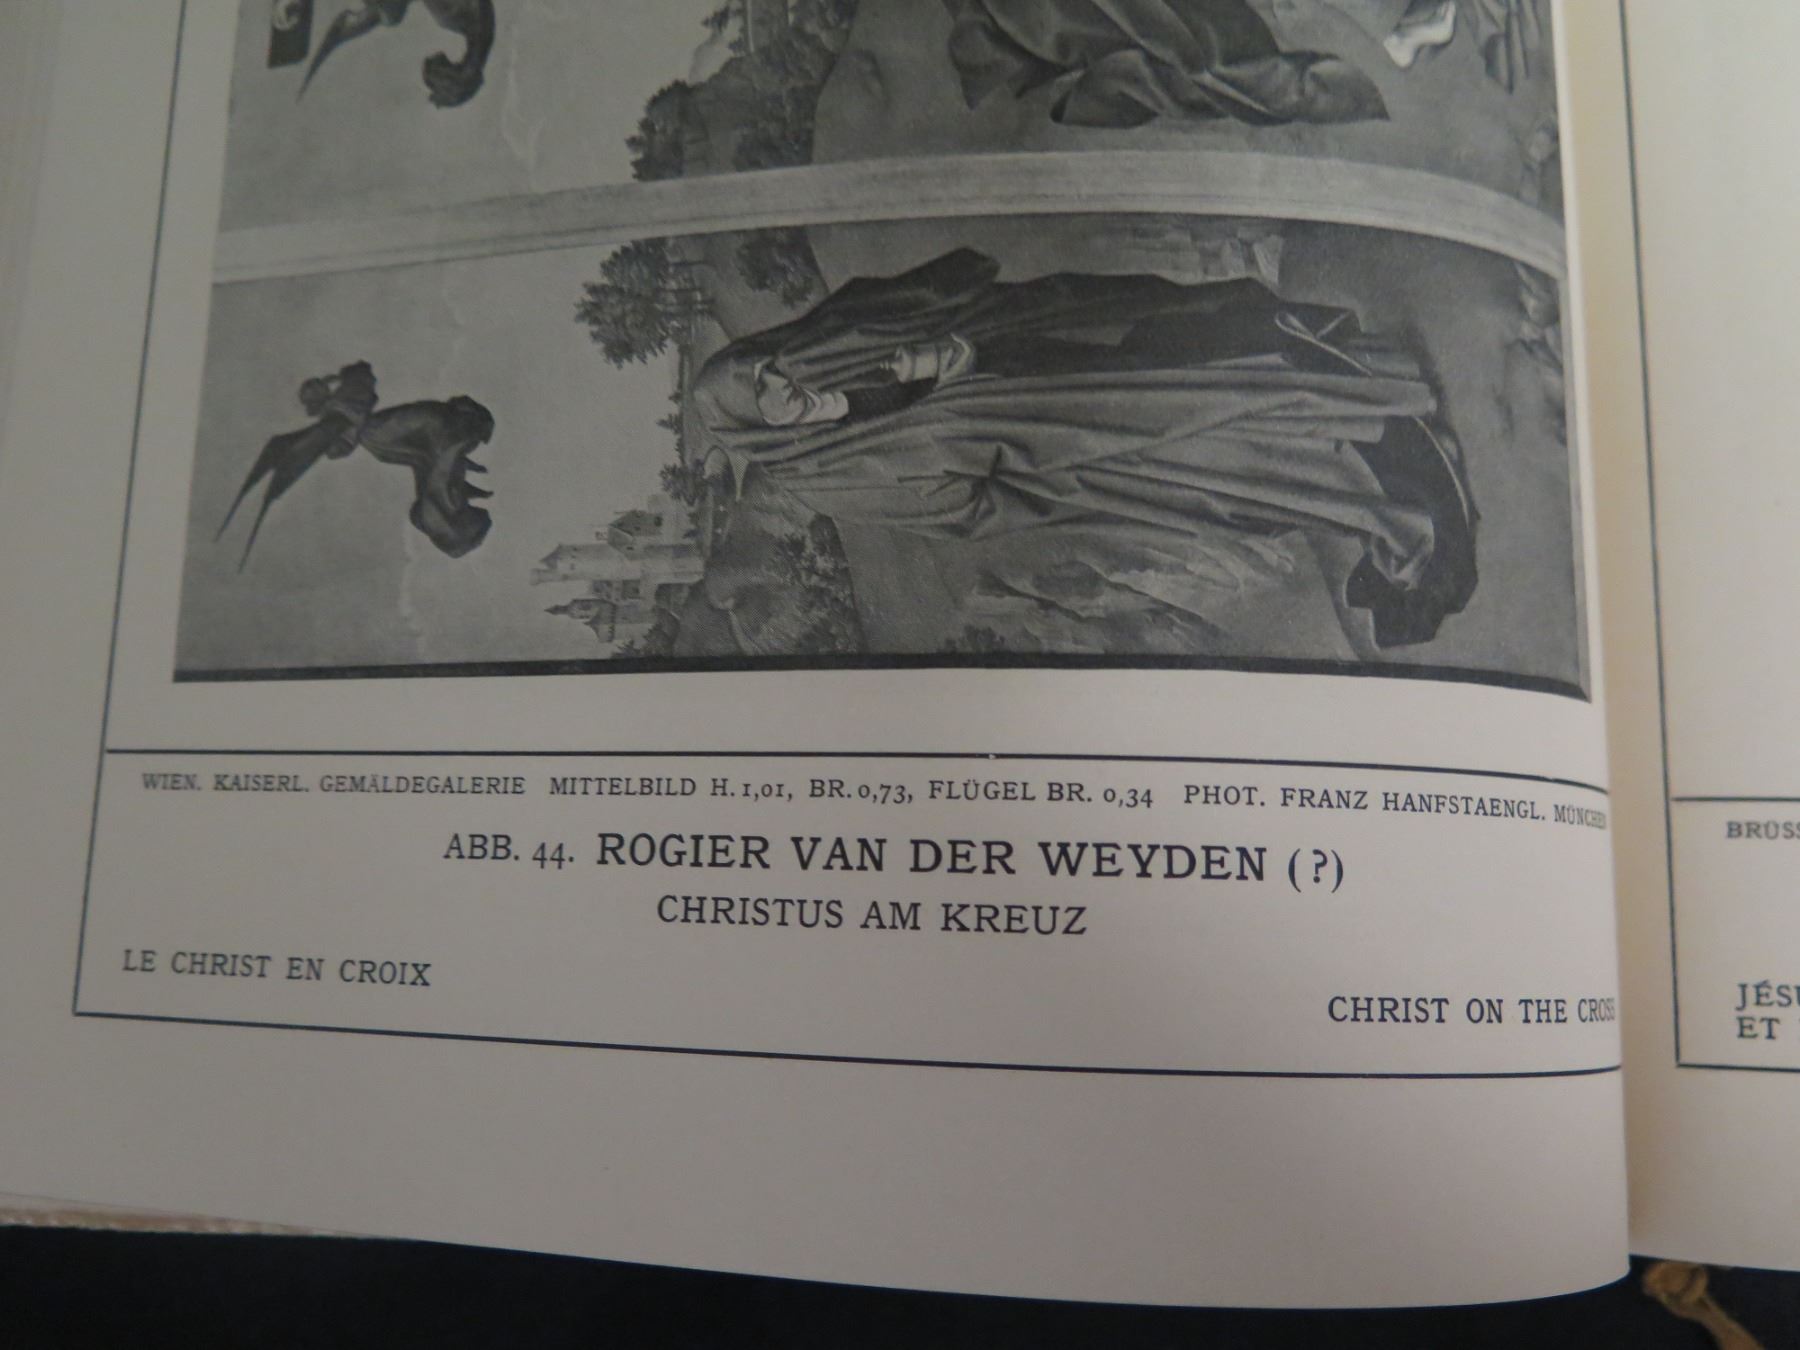 WIEN. KAISERL. GEMÄLDEGALERIE MITTELBILD H. 1,01, BR. 0,73, FLÜGEL BR. 0,34 PHOT. FRANZ HANFSTAENGL. MÜNCHEN
ABB. 44. ROGIER VAN DER WEYDEN (?)
CHRISTUS AM KREUZ
LE CHRIST EN CROIX
CHRIST ON THE CROSS
BRÜSS
JÉSU
ET